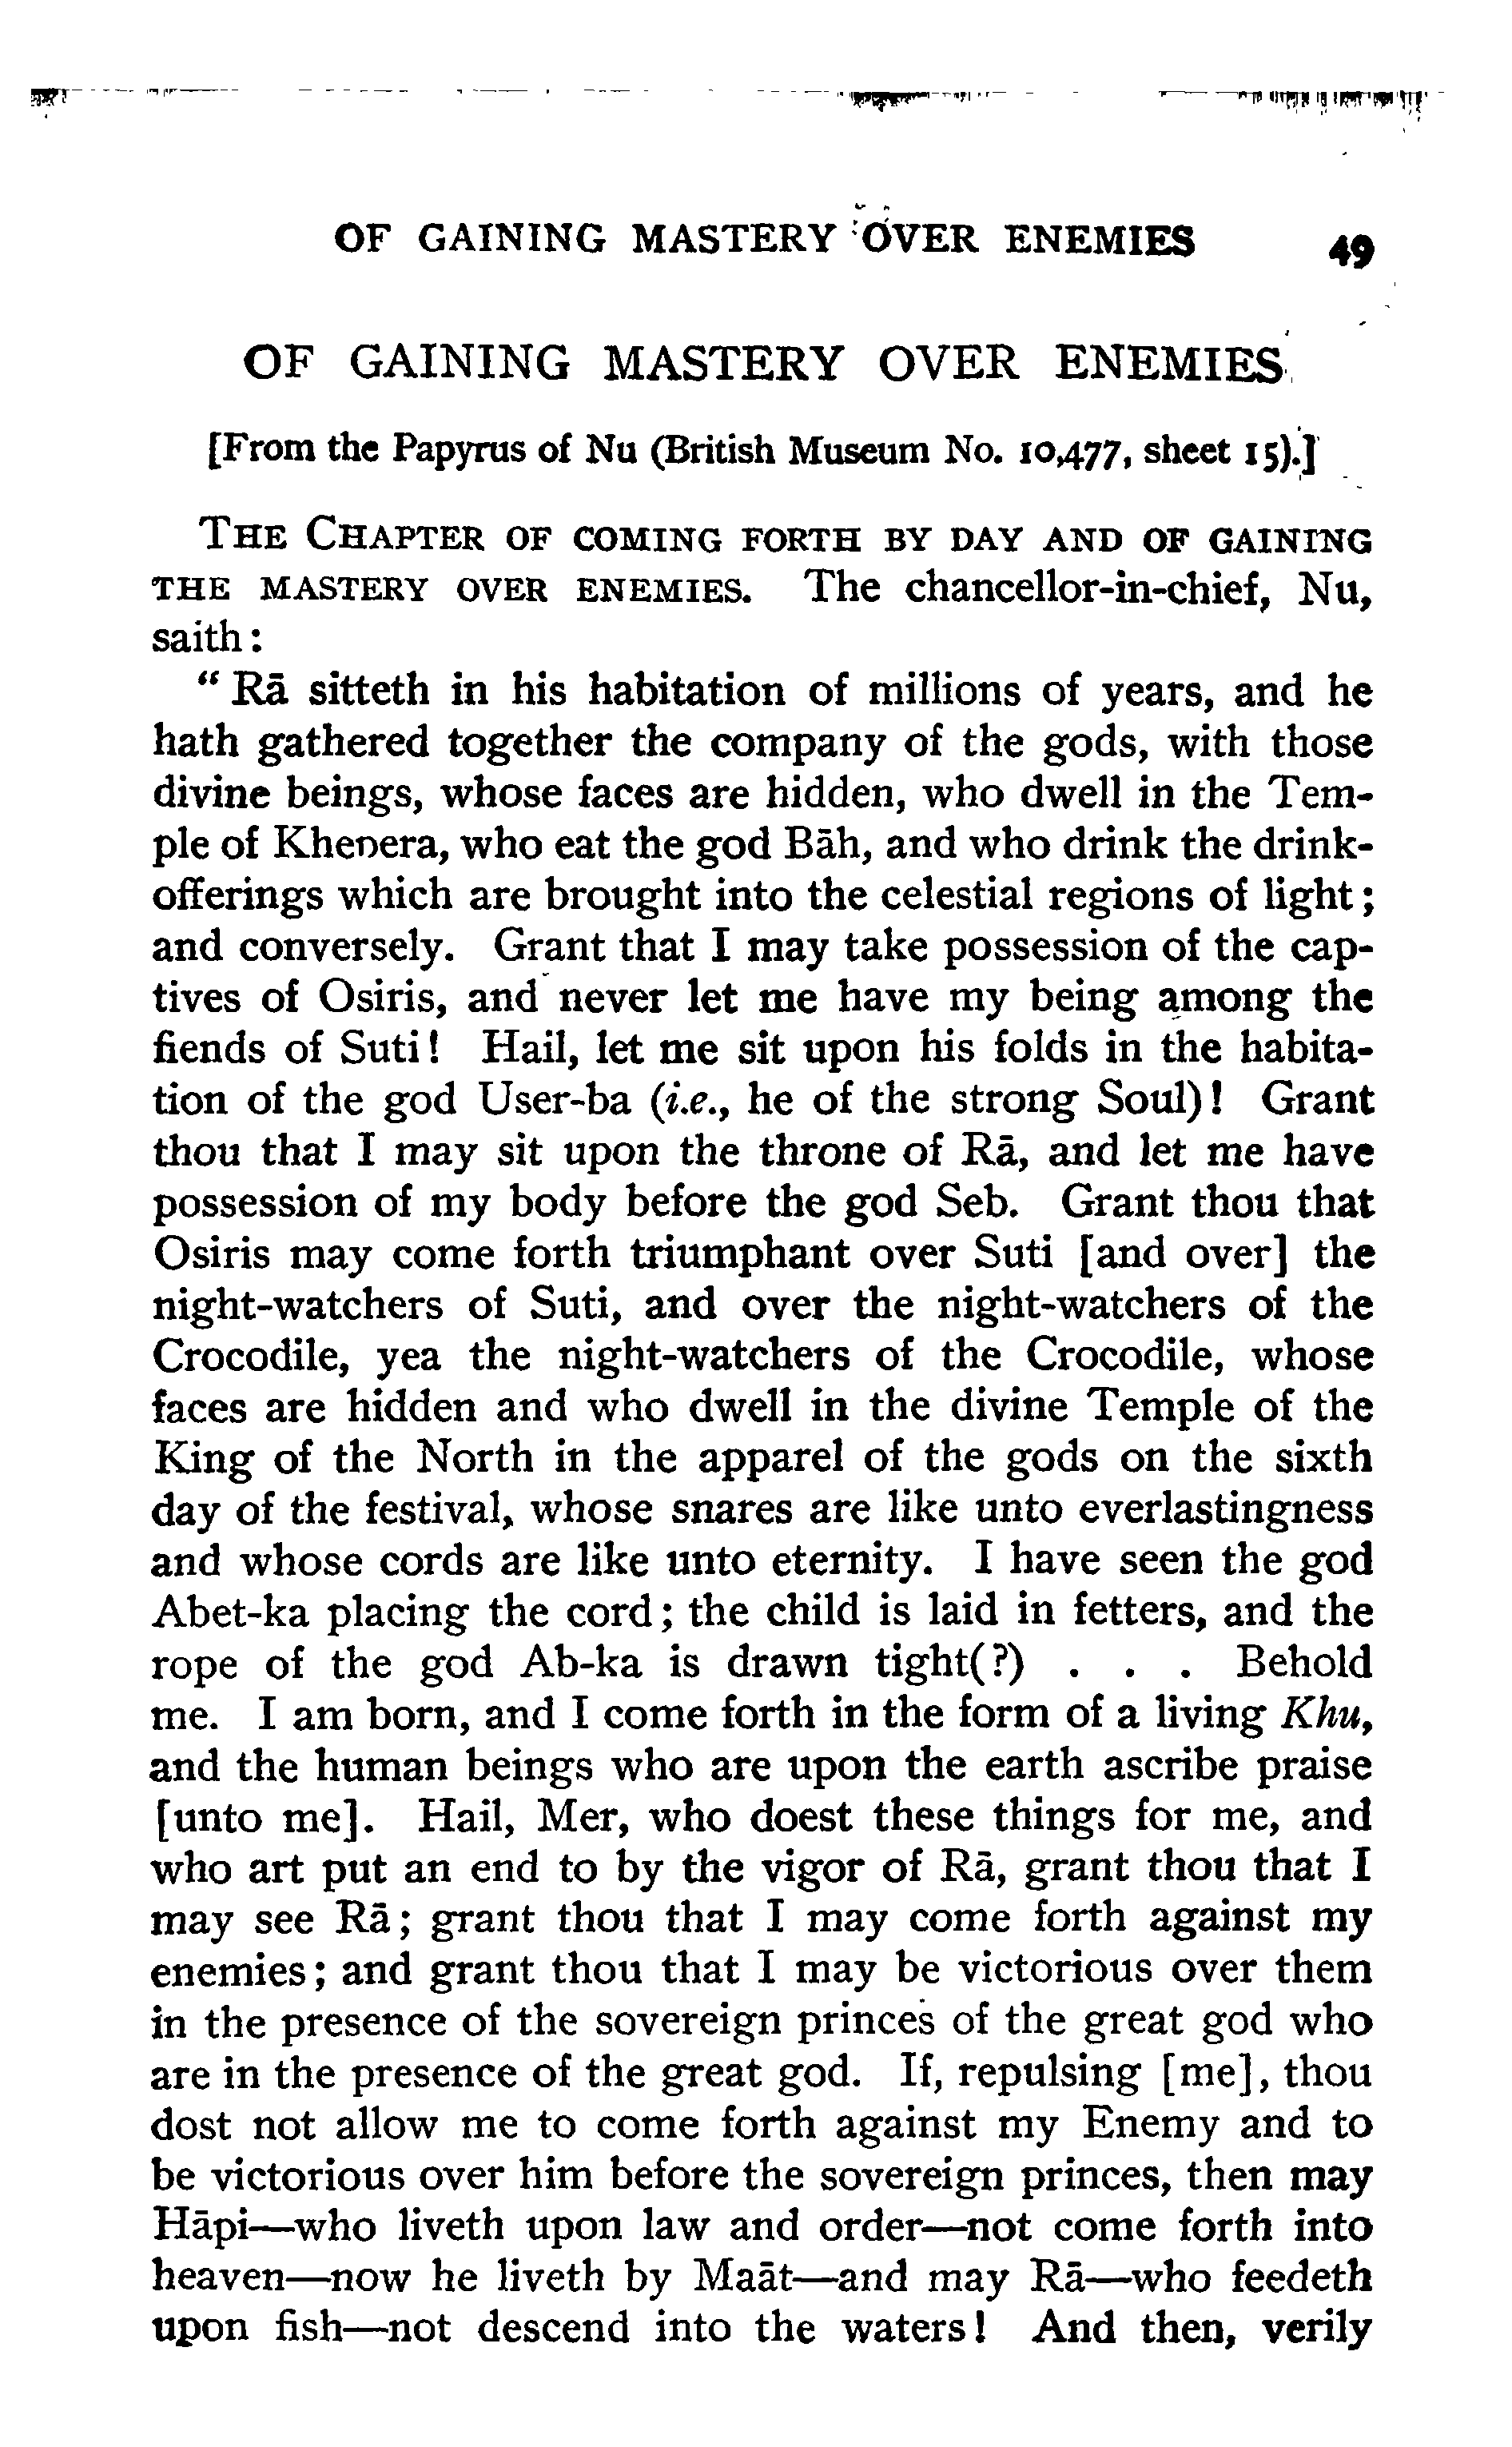 OF GAINING MASTERY OVER ENEMIES 49
OF GAINING MASTERY OVER ENEMIES
[From the Papyrus of Nu (British Museum No. 10,477, sheet 15).]
THE CHAPTER OF COMING FORTH BY DAY AND OF GAINING
THE MASTERY OVER ENEMIES. The chancellor-in-chief, Nu,
saith:
“Rā sitteth in his habitation of millions of years, and he
hath gathered together the company of the gods, with those
divine beings, whose faces are hidden, who dwell in the Tem-
ple of Khenera, who eat the god Bāh, and who drink the drink-
offerings which are brought into the celestial regions of light;
and conversely. Grant that I may take possession of the cap-
tives of Osiris, and never let me have my being among the
fiends of Suti! Hail, let me sit upon his folds in the habita-
tion of the god User-ba (i.e., he of the strong Soul)! Grant
thou that I may sit upon the throne of Rā, and let me have
possession of my body before the god Seb. Grant thou that
Osiris may come forth triumphant over Suti [and over] the
night-watchers of Suti, and over the night-watchers of the
Crocodile, yea the night-watchers of the Crocodile, whose
faces are hidden and who dwell in the divine Temple of the
King of the North in the apparel of the gods on the sixth
day of the festival, whose snares are like unto everlastingness
and whose cords are like unto eternity. I have seen the god
Abet-ka placing the cord; the child is laid in fetters, and the
rope of the god Ab-ka is drawn tight(?) . . . Behold
me. I am born, and I come forth in the form of a living Khu,
and the human beings who are upon the earth ascribe praise
[unto me]. Hail, Mer, who doest these things for me, and
who art put an end to by the vigor of Rā, grant thou that I
may see Rā; grant thou that I may come forth against my
enemies; and grant thou that I may be victorious over them
in the presence of the sovereign princes of the great god who
are in the presence of the great god. If, repulsing [me], thou
dost not allow me to come forth against my Enemy and to
be victorious over him before the sovereign princes, then may
Hāpi—who liveth upon law and order—not come forth into
heaven—now he liveth by Maāt—and may Rā—who feedeth
upon fish—not descend into the waters! And then, verily